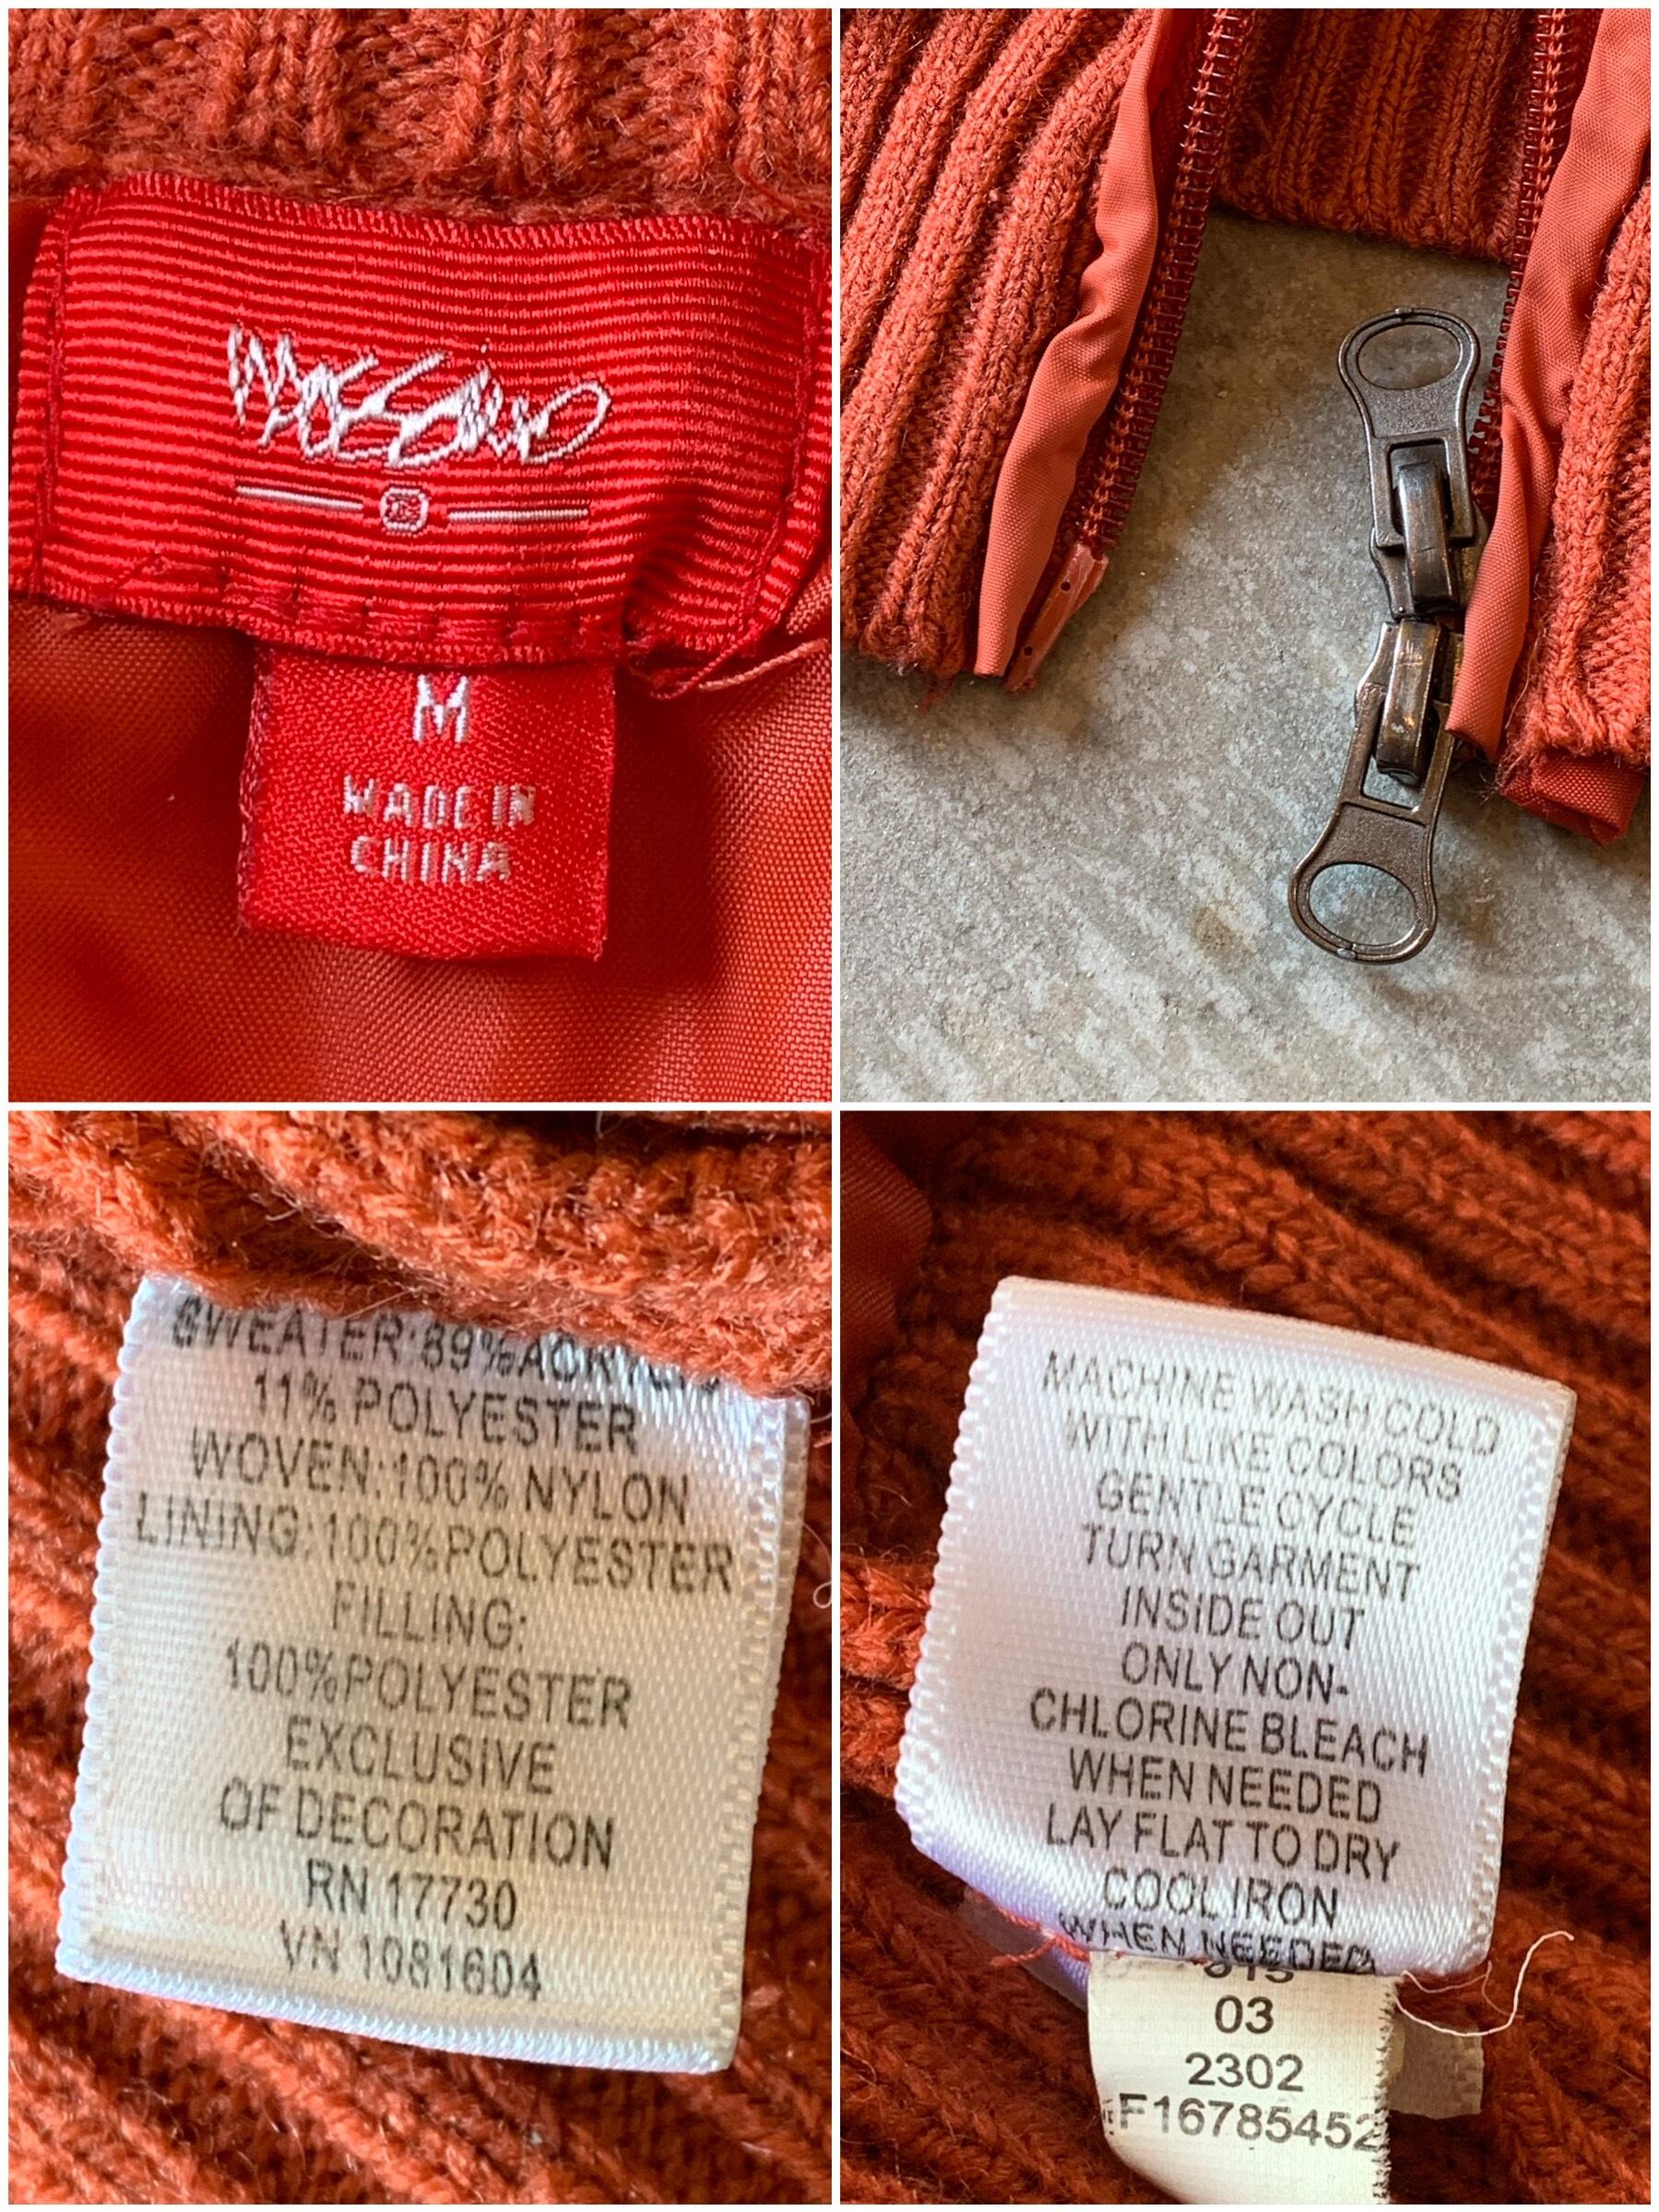 Mossimo
M
MADE IN
CHINA
SWEATER:89%ACRYLIC
11% POLYESTER
WOVEN:100% NYLON
LINING:100%POLYESTER
FILLING:
100%POLYESTER
EXCLUSIVE
OF DECORATION
RN 17730
VN 1081604
MACHINE WASH COLD
WITH LIKE COLORS
GENTLE CYCLE
TURN GARMENT
INSIDE OUT
ONLY NON-
CHLORINE BLEACH
WHEN NEEDED
LAY FLAT TO DRY
COOL IRON
WHEN NEEDED
03
2302
F16785452